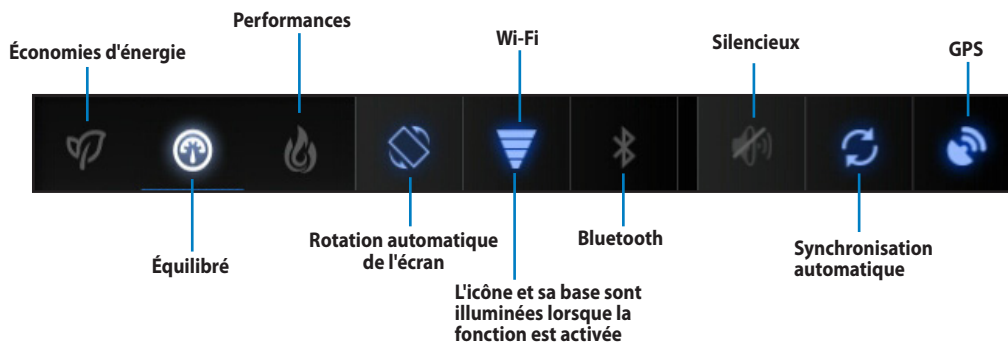 Performances
Économies d'énergie
Wi-Fi
Silencieux
GPS
Équilibré
Rotation automatique
de l'écran
L'icône et sa base sont
illuminées lorsque la
fonction est activée
Bluetooth
Synchronisation
automatique